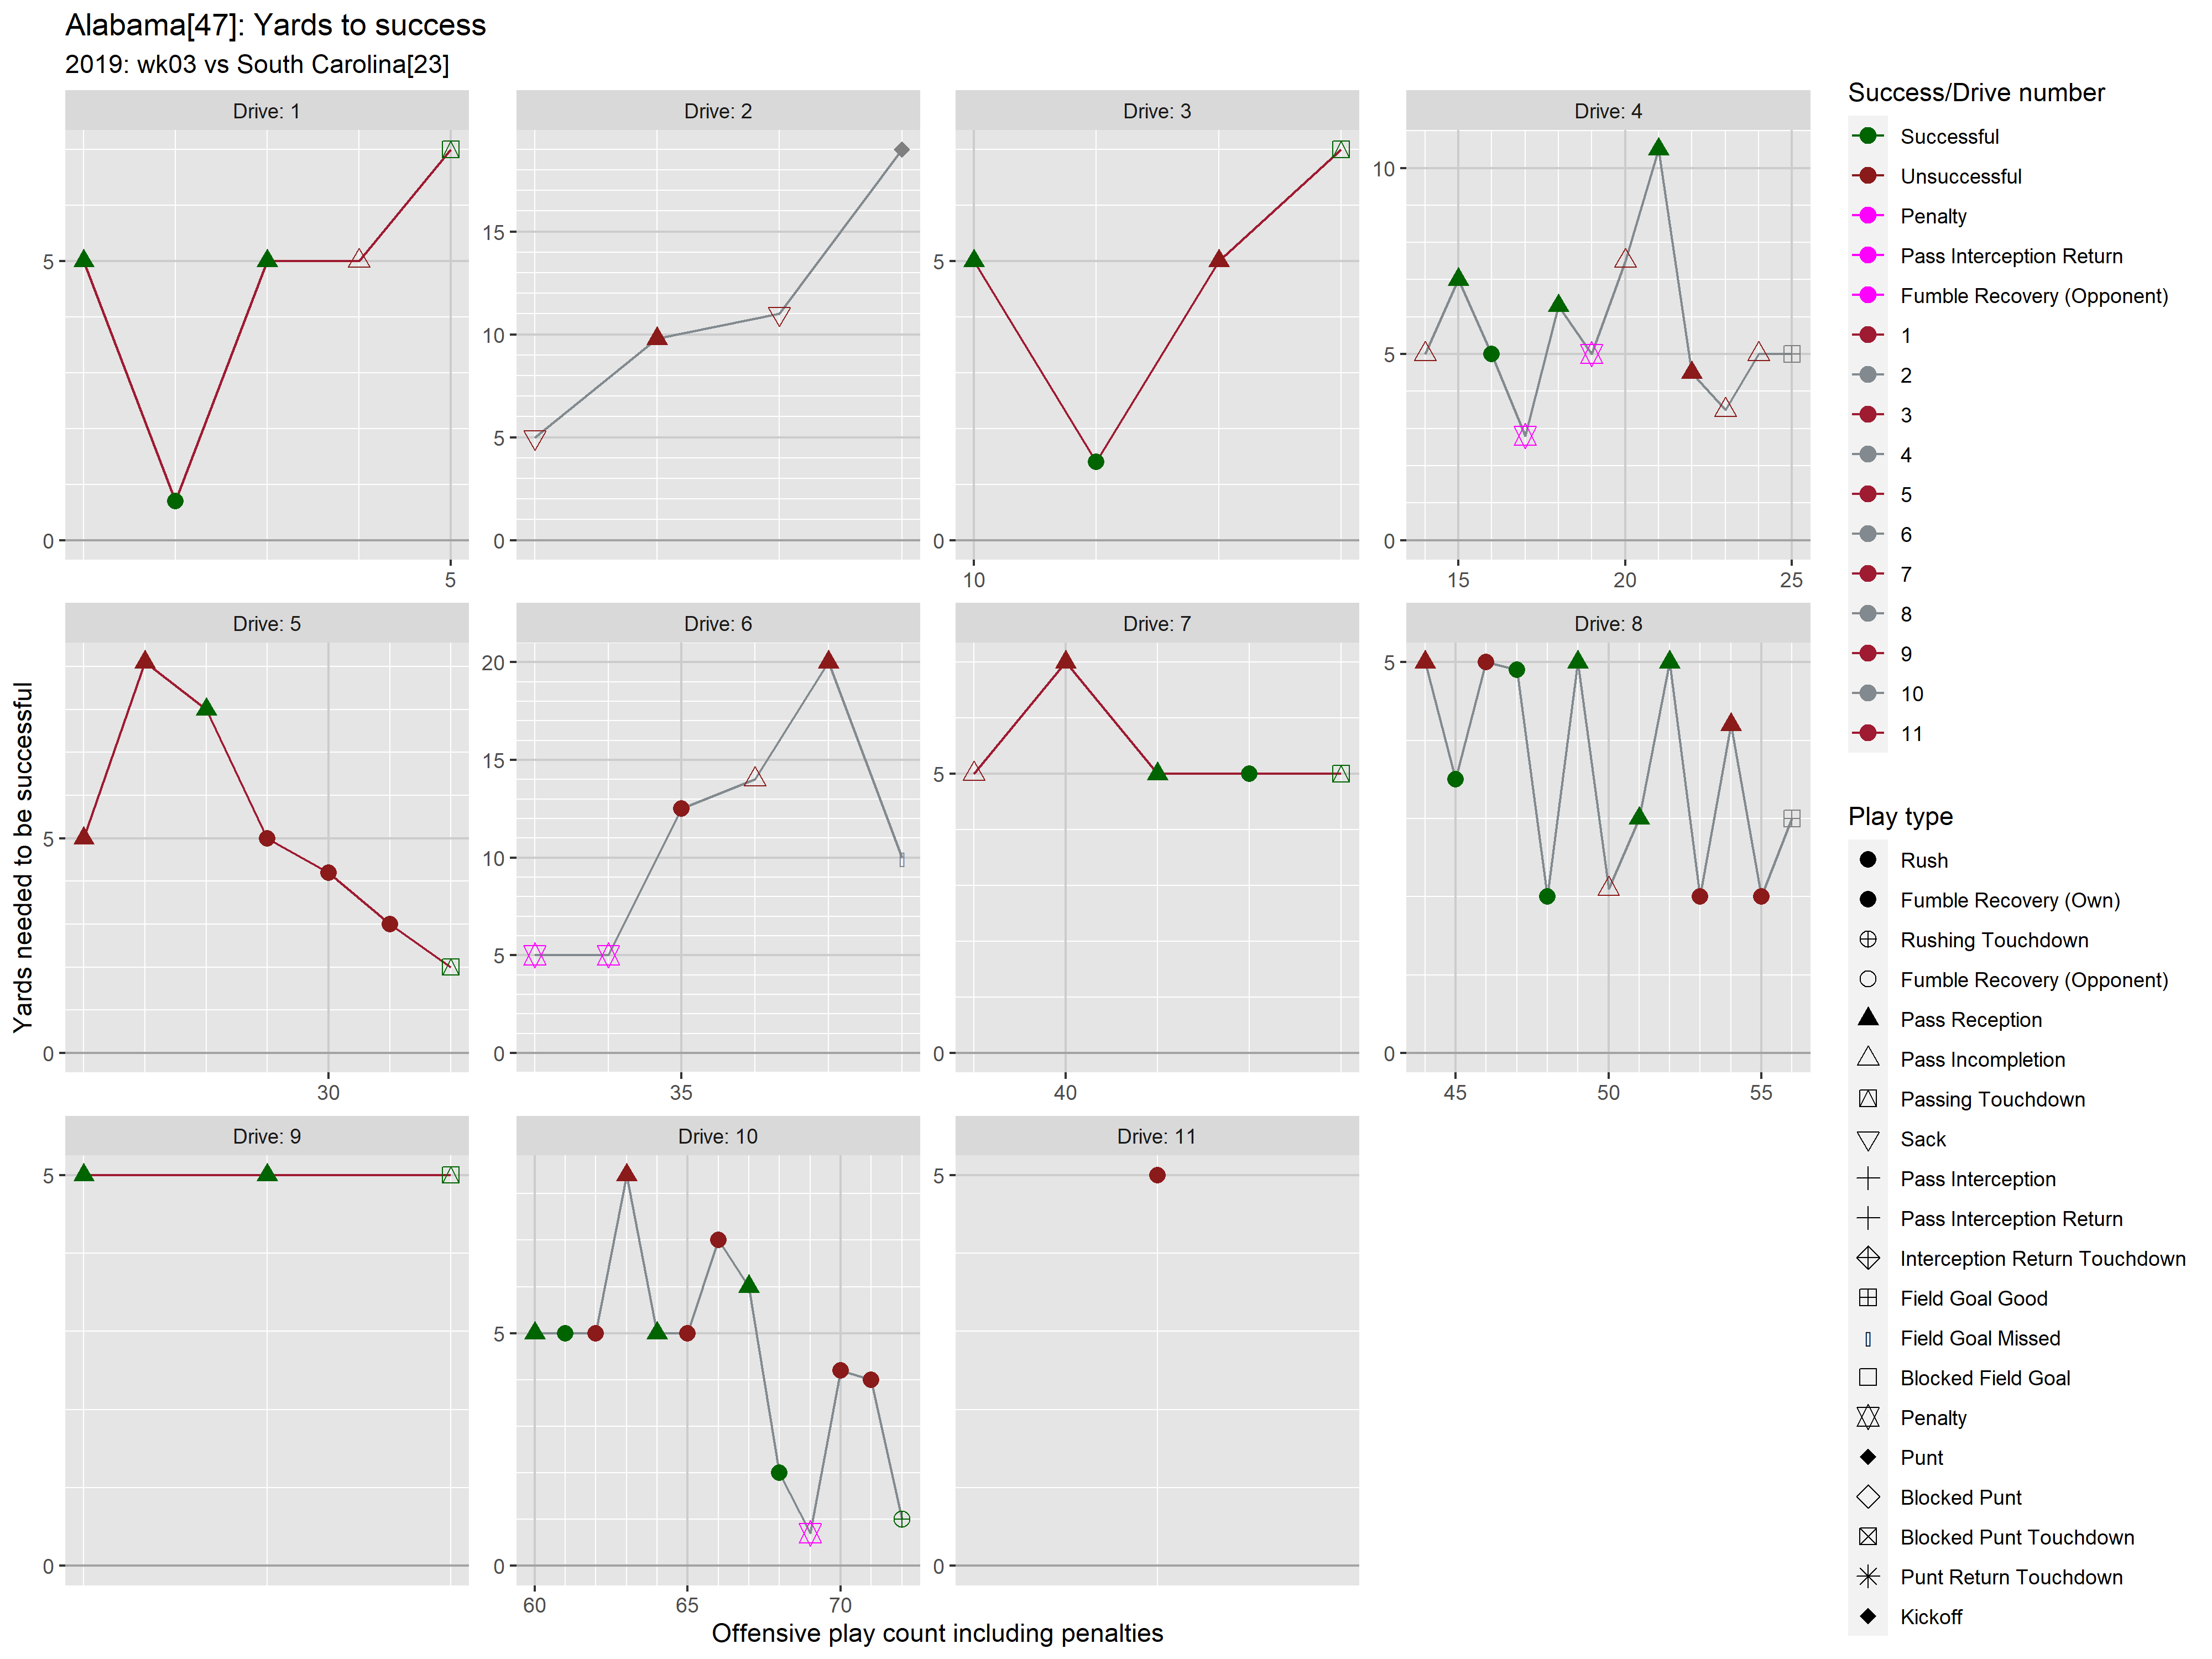 Alabama[47]: Yards to success
2019: wk03 vs South Carolina[23]
Drive: 1
Drive: 2
Drive: 3
Drive: 4
5
0
5
15
10
5
0
5
0
10
10
5
0
15
20
25
Drive: 5
Drive: 6
Drive: 7
Drive: 8
5
0
30
20
15
10
5
0
35
5
0
40
5
0
45
50
55
Drive: 9
Drive: 10
Drive: 11
5
0
5
0
60
65
70
5
0
Yards needed to be successful
Offensive play count including penalties
Success/Drive number
Successful
Unsuccessful
Penalty
Pass Interception Return
Fumble Recovery (Opponent)
1
2
3
4
5
6
7
8
9
10
11
Play type
Rush
Fumble Recovery (Own)
Rushing Touchdown
Fumble Recovery (Opponent)
Pass Reception
Pass Incompletion
Passing Touchdown
Sack
Pass Interception
Pass Interception Return
Interception Return Touchdown
Field Goal Good
Field Goal Missed
Blocked Field Goal
Penalty
Punt
Blocked Punt
Blocked Punt Touchdown
Punt Return Touchdown
Kickoff